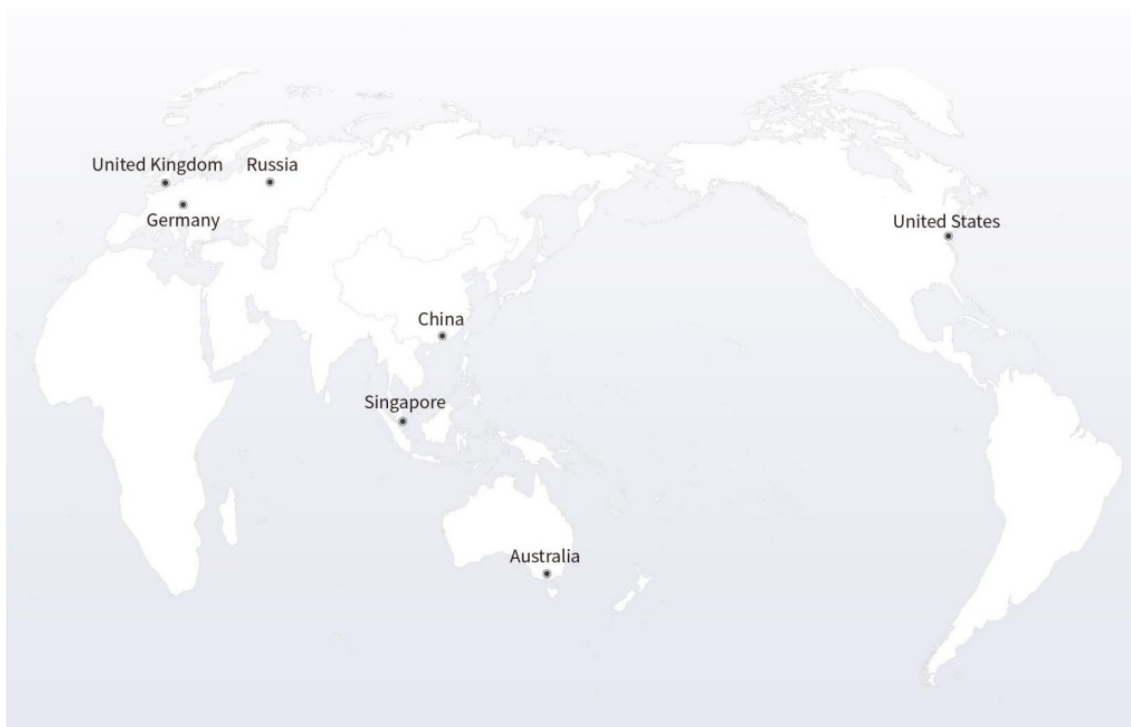 United Kingdom
Russia
Germany
United States
China
Singapore
Australia